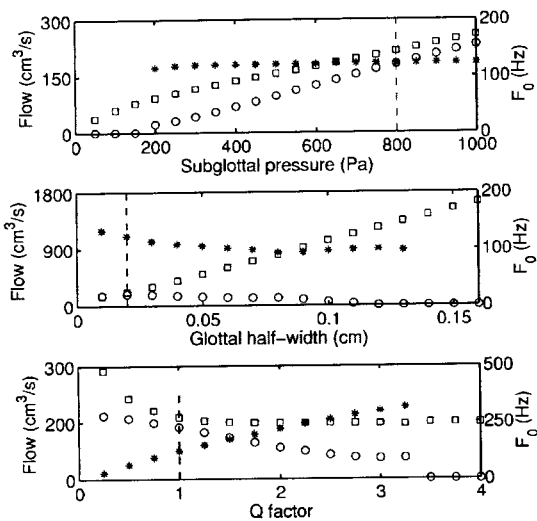 300 200
Flow (cm³/s) 150 100 F₀ (Hz)
0 0
0 200 400 600 800 1000
Subglottal pressure (Pa)
1800 200
Flow (cm³/s) 900 100 F₀ (Hz)
0 0
0 0.05 0.1 0.15
Glottal half−width (cm)
300 500
Flow (cm³/s) 200 250 F₀ (Hz)
100 0
0 1 2 3 4
Q factor